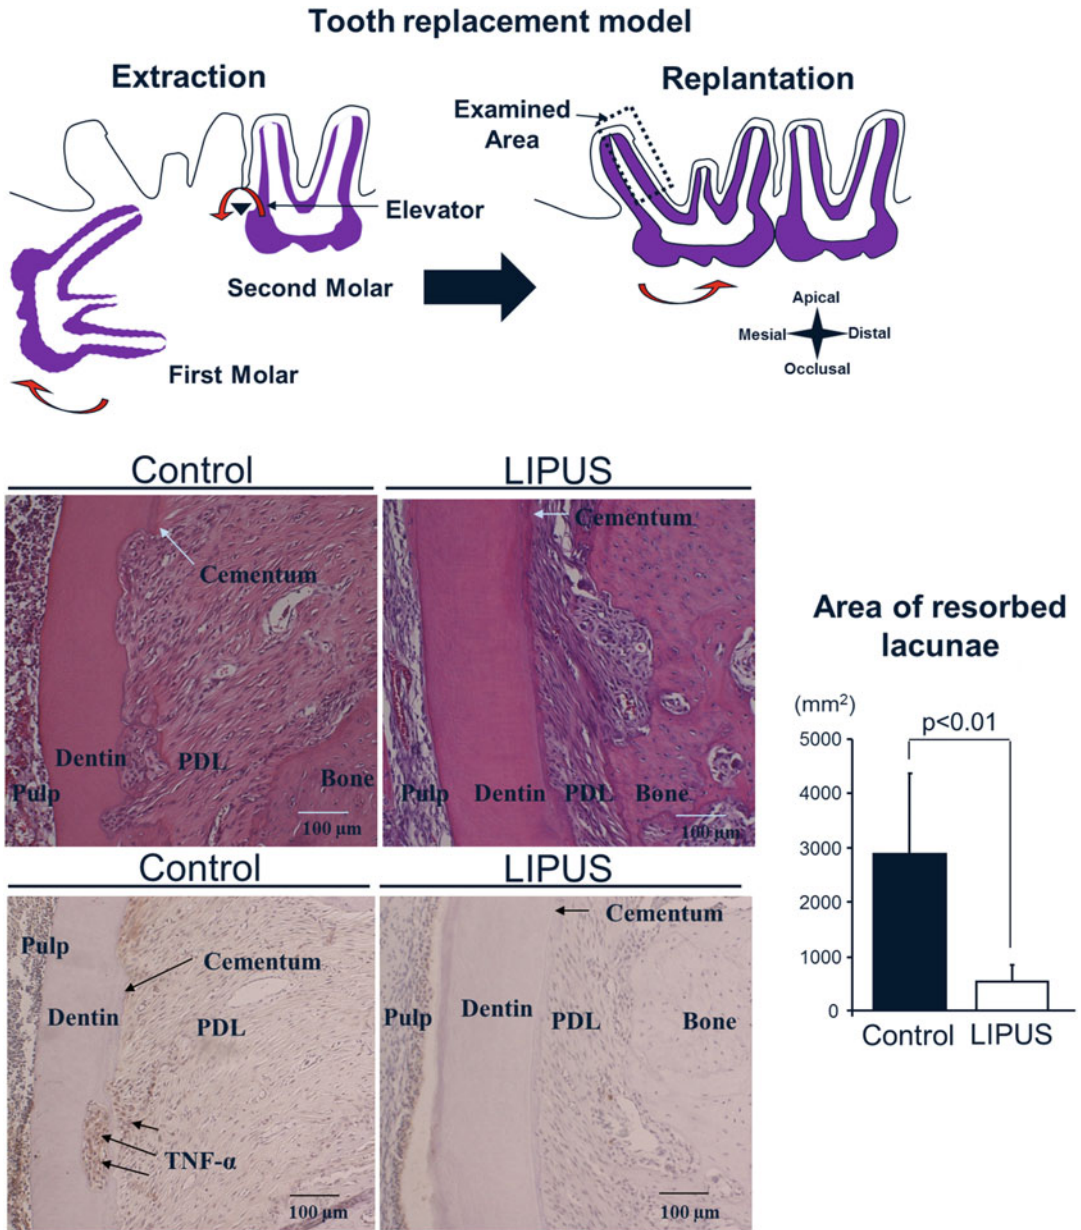 Tooth replacement model
Extraction
Replantation
Examined
Area
Elevator
Second Molar
First Molar
Apical
Mesial
Distal
Occlusal
Control
LIPUS
Cementum
Cementum
Dentin
PDL
Bone
Pulp
100 µm
Pulp
Dentin
PDL
Bone
100 µm
Area of resorbed
lacunae
(mm²)
p<0.01
5000
4000
3000
2000
1000
0
Control
LIPUS
Control
LIPUS
Pulp
Cementum
Dentin
PDL
TNF-α
100 µm
Cementum
Dentin
Pulp
PDL
Bone
100 µm